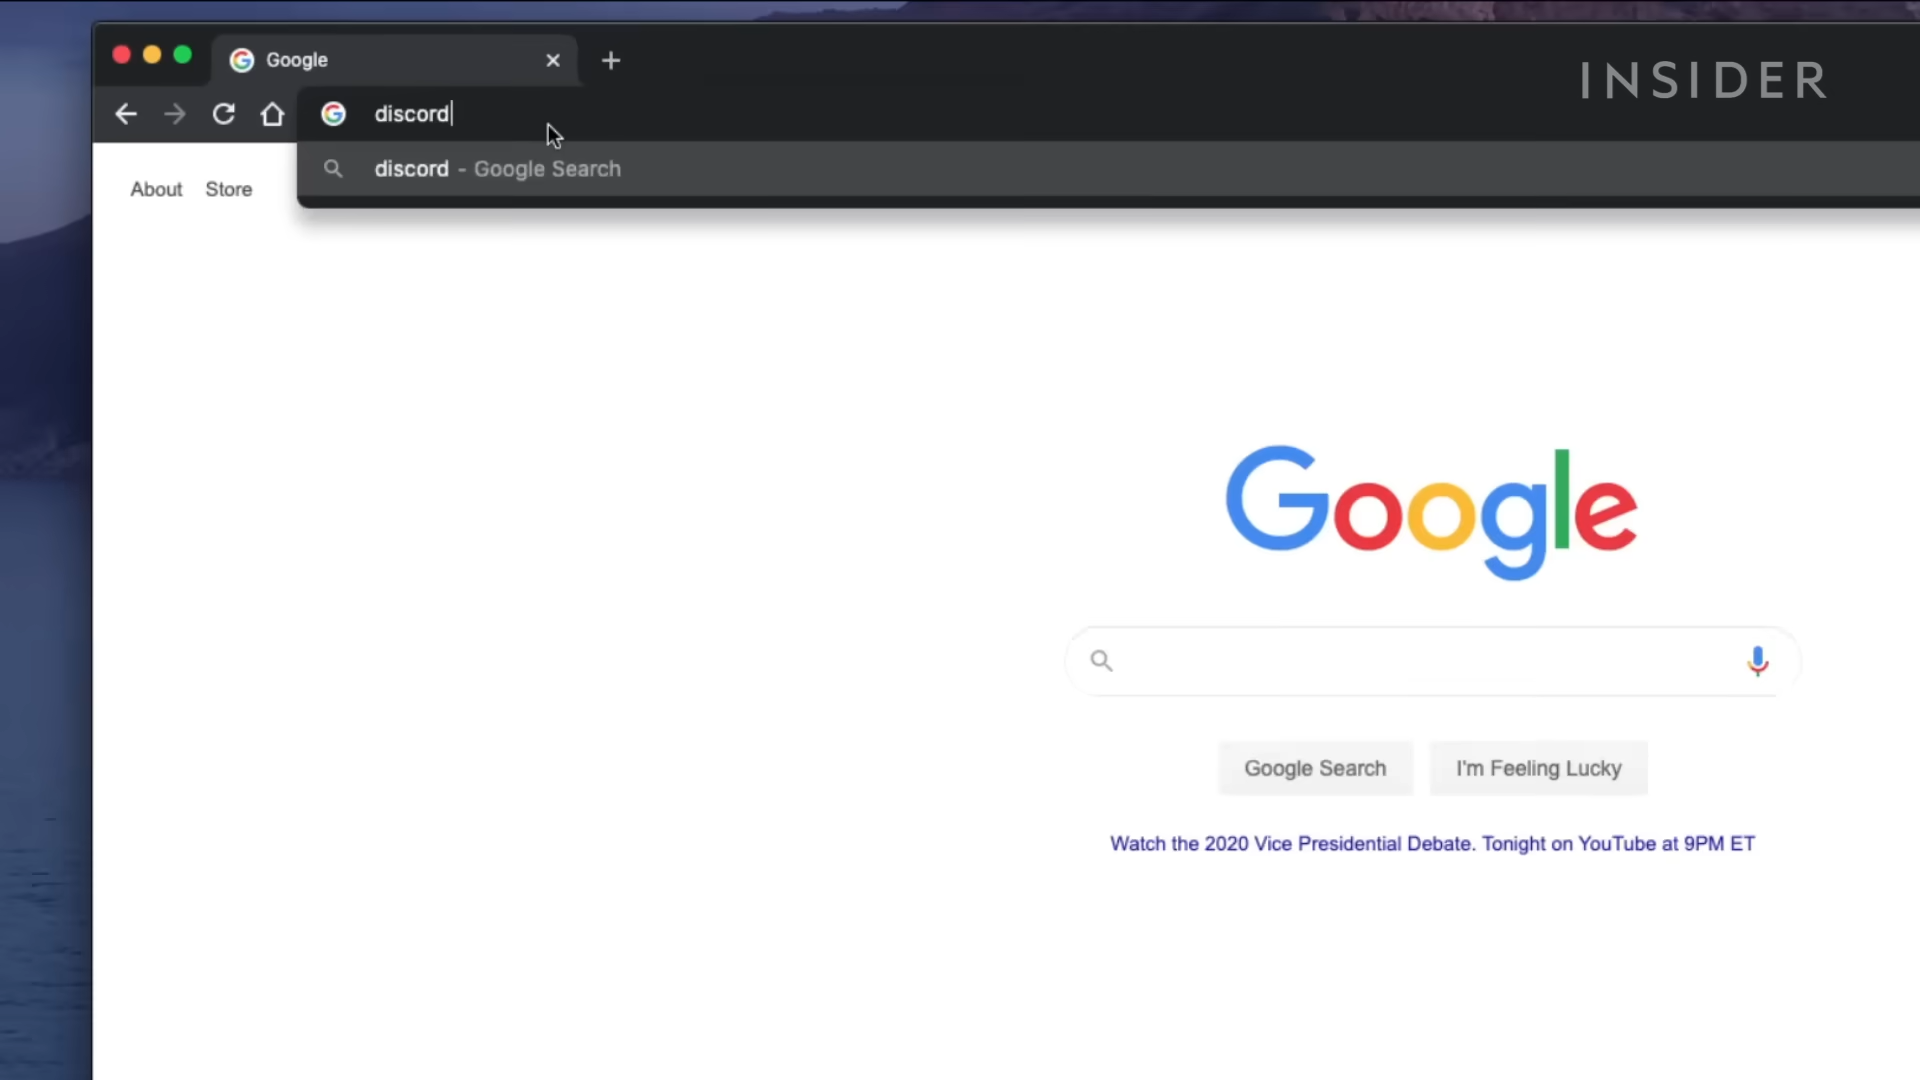 Google
INSIDER
discord
discord - Google Search
About Store
Google
Google Search I'm Feeling Lucky
Watch the 2020 Vice Presidential Debate. Tonight on YouTube at 9PM ET